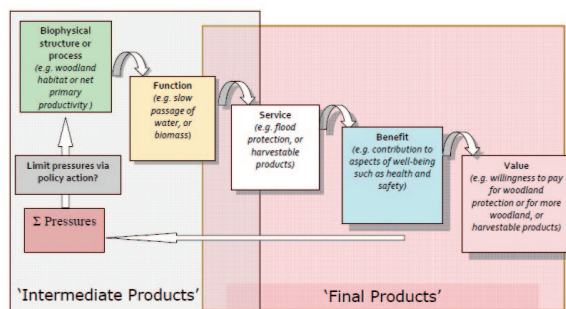 Biophysical
structure or
process
(e.g. woodland
habitat or net
primary
productivity )
Function
(e.g. slow
passage of
water, or
biomass)
Service
(e.g. flood
protection, or
harvestable
products)
Benefit
(e.g. contribution to
aspects of well-being
such as health and
safety)
Value
(e.g. willingness to pay
for woodland
protection or for more
woodland, or
harvestable products)
Limit pressures via
policy action?
Σ Pressures
‘Intermediate Products’
‘Final Products’